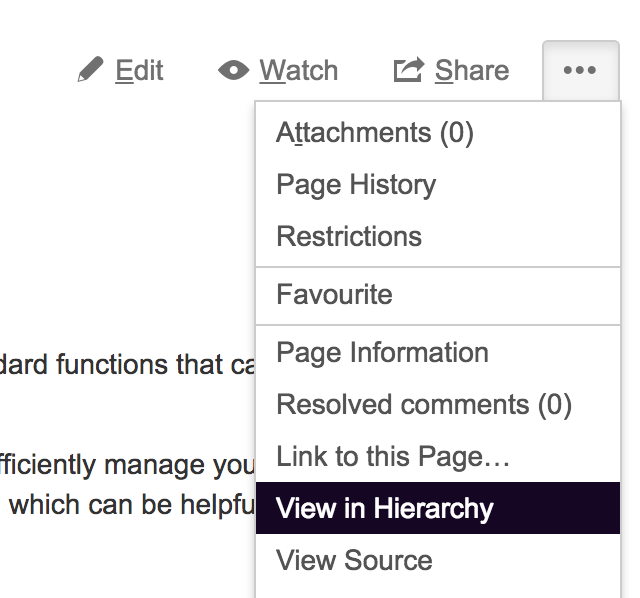 Edit Watch Share
Attachments (0)
Page History
Restrictions
Favourite
Page Information
dard functions that ca
Resolved comments (0)
Link to this Page…
fficiently manage you
View in Hierarchy
which can be helpfu
View Source